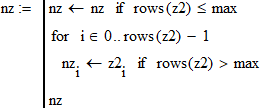 nz := nz ← nz if rows(z2) ≤ max
for i ∈ 0.. rows(z2) − 1
nz_i ← z2_i if rows(z2) > max
nz